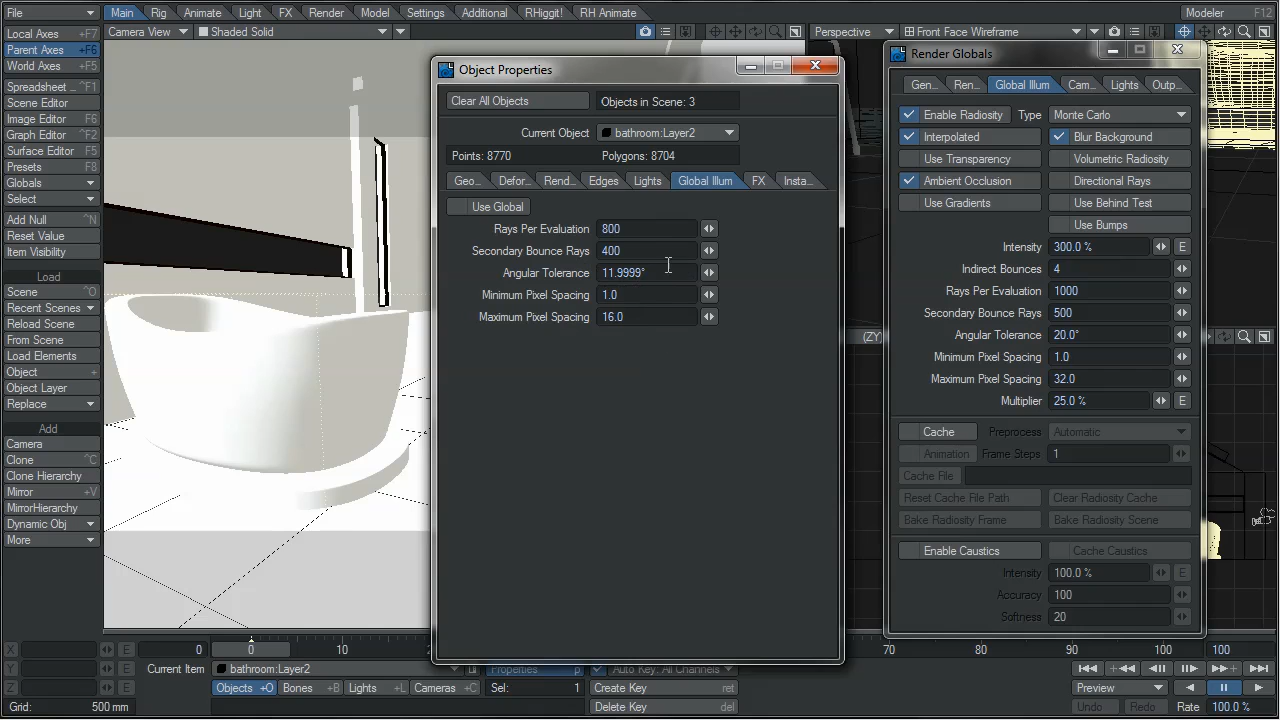 File
Main Rig Animate Light FX Render Model Settings Additional RHiggit! RH Animate
Modeler F12
Local Axes +F7
Parent Axes +F6
World Axes +F5
Spreadsheet ... ^F1
Scene Editor
Image Editor F6
Graph Editor ^F2
Surface Editor F5
Presets F8
Globals
Select
Add Null ^N
Reset Value
Item Visibility
Load
Scene ^O
Recent Scenes
Reload Scene
From Scene
Load Elements
Object +
Object Layer
Replace
Add
Camera
Clone ^C
Clone Hierarchy
Mirror +V
MirrorHierarchy
Dynamic Obj
More
Camera View Shaded Solid
Perspective Front Face Wireframe
(ZY)
Object Properties
Clear All Objects Objects in Scene: 3
Current Object bathroom:Layer2
Points: 8770 Polygons: 8704
Geo... Defor... Rend... Edges Lights Global Illum FX Insta...
Use Global
Rays Per Evaluation 800
Secondary Bounce Rays 400
Angular Tolerance 11.9999°
Minimum Pixel Spacing 1.0
Maximum Pixel Spacing 16.0
Render Globals
Gen... Ren... Global Illum Cam... Lights Outp...
Enable Radiosity Type Monte Carlo
Interpolated Blur Background
Use Transparency Volumetric Radiosity
Ambient Occlusion Directional Rays
Use Gradients Use Behind Test
Use Bumps
Intensity 300.0 % E
Indirect Bounces 4
Rays Per Evaluation 1000
Secondary Bounce Rays 500
Angular Tolerance 20.0°
Minimum Pixel Spacing 1.0
Maximum Pixel Spacing 32.0
Multiplier 25.0 % E
Cache Preprocess Automatic
Animation Frame Steps 1
Cache File
Reset Cache File Path Clear Radiosity Cache
Bake Radiosity Frame Bake Radiosity Scene
Enable Caustics Cache Caustics
Intensity 100.0 % E
Accuracy 100
Softness 20
X E 0 0 10 70 80 90 100 100
Y E Current Item bathroom:Layer2 Properties p Auto Key: All Channels
Z E Objects +O Bones +B Lights +L Cameras +C Sel: 1 Create Key ret Preview
Grid: 500 mm Delete Key del Undo Redo Rate 100.0 %